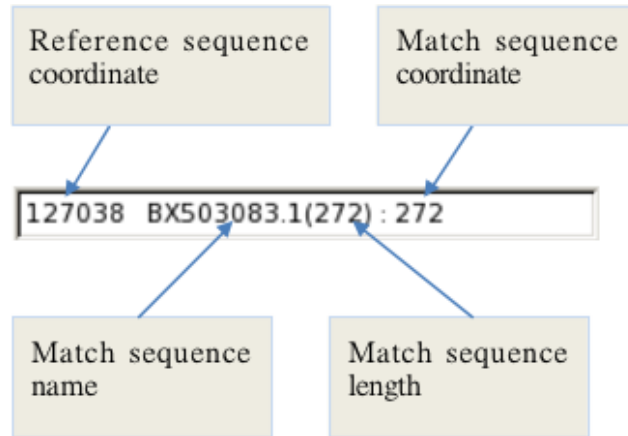 Reference sequence
coordinate
Match sequence
coordinate
127038 BX503083.1(272) : 272
Match sequence
name
Match sequence
length